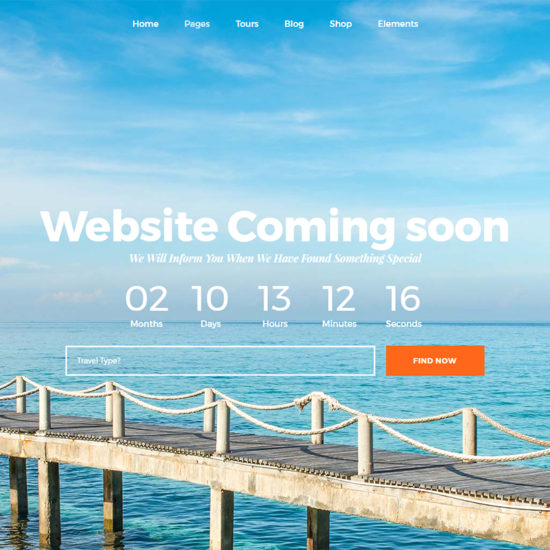 Home Pages Tours Blog Shop Elements
Website Coming soon
We Will Inform You When We Have Found Something Special
02 10 13 12 16
Months Days Hours Minutes Seconds
Travel Type? FIND NOW